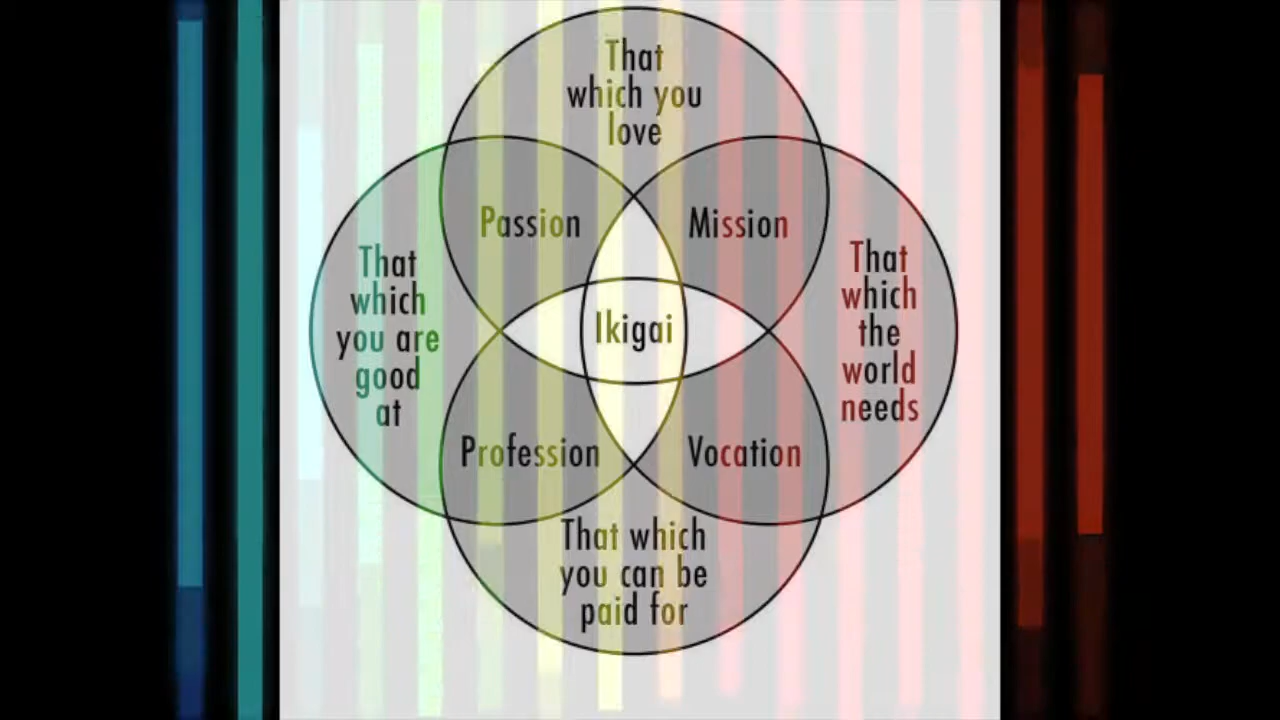 That
which you
love
Passion
Mission
That
which
you are
good
at
Ikigai
That
which
the
world
needs
Profession
Vocation
That which
you can be
paid for